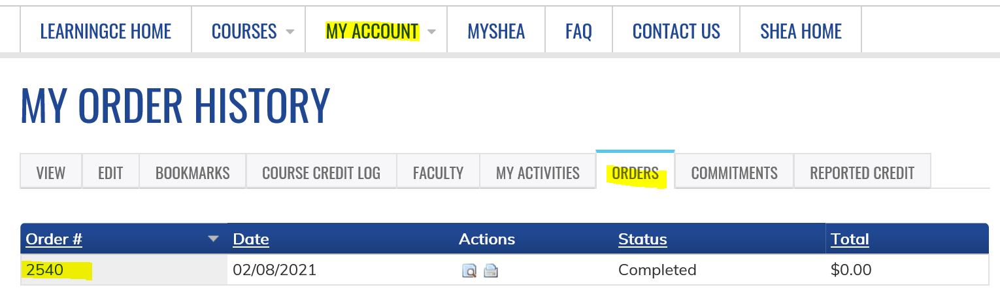 LEARNINGCE HOME COURSES MY ACCOUNT MYSHEA FAQ CONTACT US SHEA HOME
MY ORDER HISTORY
VIEW EDIT BOOKMARKS COURSE CREDIT LOG FACULTY MY ACTIVITIES ORDERS COMMITMENTS REPORTED CREDIT
Order # Date Actions Status Total
2540 02/08/2021 Completed $0.00